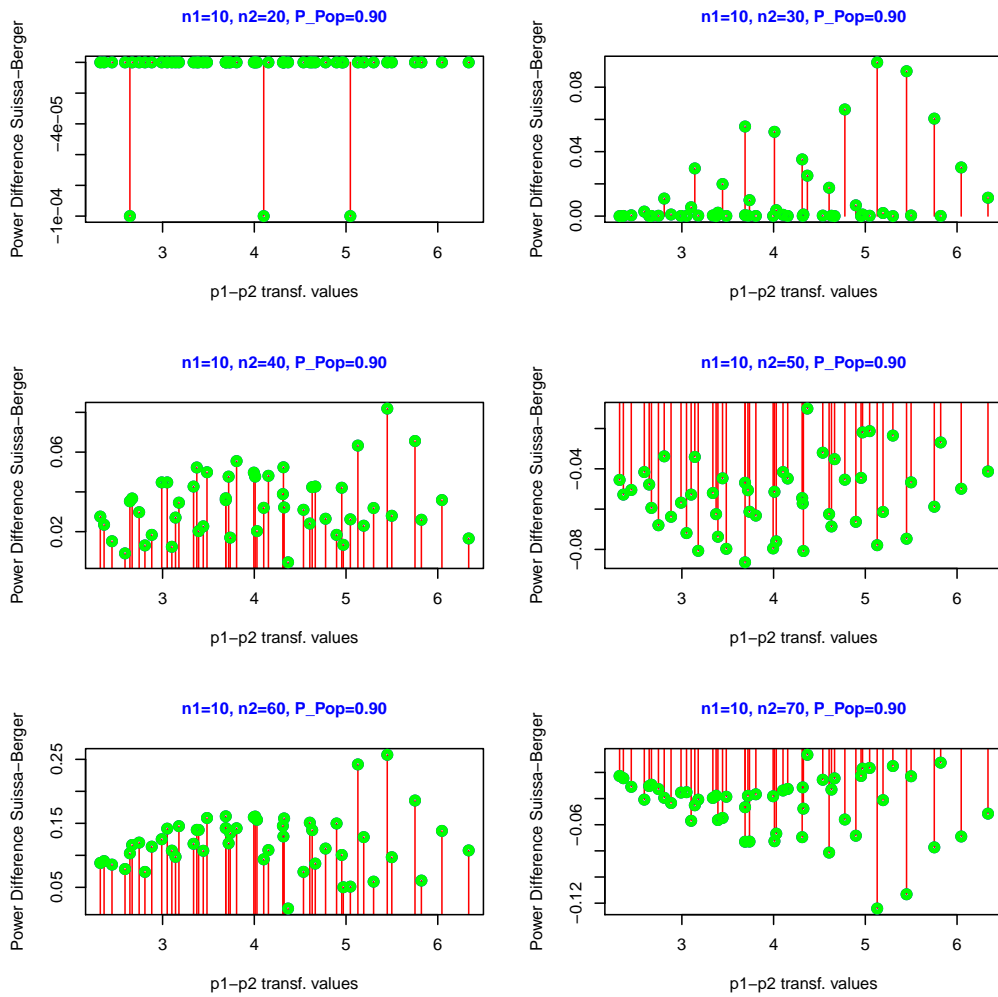 n1=10, n2=20, P_Pop=0.90
Power Difference Suissa−Berger
−1e−04
−4e−05
3
4
5
6
p1−p2 transf. values
n1=10, n2=30, P_Pop=0.90
Power Difference Suissa−Berger
0.00
0.04
0.08
3
4
5
6
p1−p2 transf. values
n1=10, n2=40, P_Pop=0.90
Power Difference Suissa−Berger
0.02
0.06
3
4
5
6
p1−p2 transf. values
n1=10, n2=50, P_Pop=0.90
Power Difference Suissa−Berger
−0.08
−0.04
3
4
5
6
p1−p2 transf. values
n1=10, n2=60, P_Pop=0.90
Power Difference Suissa−Berger
0.05
0.15
0.25
3
4
5
6
p1−p2 transf. values
n1=10, n2=70, P_Pop=0.90
Power Difference Suissa−Berger
−0.12
−0.06
3
4
5
6
p1−p2 transf. values